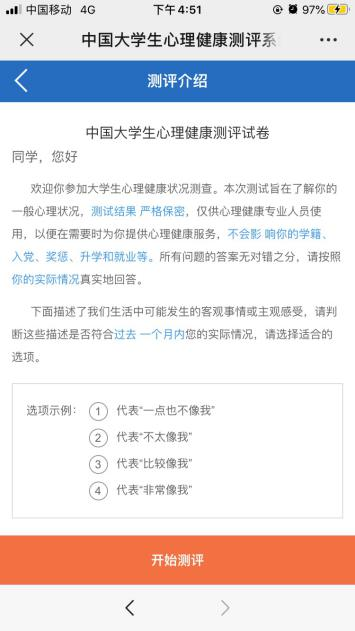 中国移动 4G 下午4:51 97%
中国大学生心理健康测评系
测评介绍
中国大学生心理健康测评试卷
同学，您好
欢迎你参加大学生心理健康状况测查。本次测试旨在了解你的
一般心理状况，测试结果 严格保密，仅供心理健康专业人员使
用，以便在需要时为你提供心理健康服务，不会影 响你的学籍、
入党、奖惩、升学和就业等。所有问题的答案无对错之分，请按照
你的实际情况真实地回答。
下面描述了我们生活中可能发生的客观事情或主观感受，请判
断这些描述是否符合过去 一个月内您的实际情况，请选择适合的
选项。
选项示例： 1 代表“一点也不像我”
2 代表“不太像我”
3 代表“比较像我”
4 代表“非常像我”
开始测评